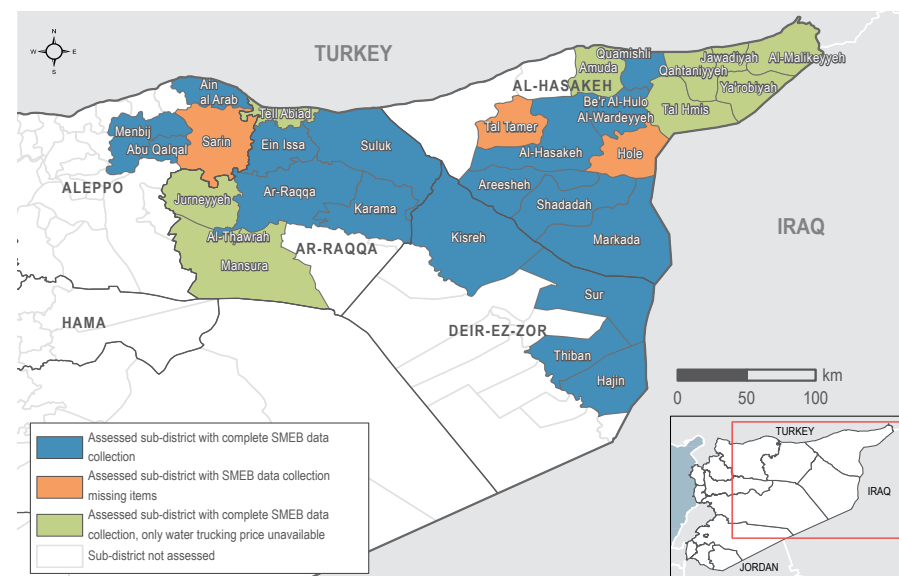 N
W E
S
TURKEY
Quamishli
Amuda
Jawadiyah
Al-Malikeyyeh
Qahtaniyyeh
AL-HASAKEH
Ya'robiyah
Ain
al Arab
Be'r Al-Hulo
Al-Wardeyyeh
Tal Hmis
Tell Abiad
Menbij
Sarin
Ein Issa
Suluk
Tal Tamer
Abu Qalqal
Al-Hasakeh
Hole
ALEPPO
Jurneyyeh
Ar-Raqqa
Karama
Areesheh
Shadadah
IRAQ
Al-Thawrah
Kisreh
Markada
AR-RAQQA
Mansura
Sur
HAMA
DEIR-EZ-ZOR
Thiban
Hajin
km
0 50 100
Assessed sub-district with complete SMEB data
collection
Assessed sub-district with SMEB data collection
missing items
Assessed sub-district with complete SMEB data
collection, only water trucking price unavailable
Sub-district not assessed
TURKEY
IRAQ
JORDAN